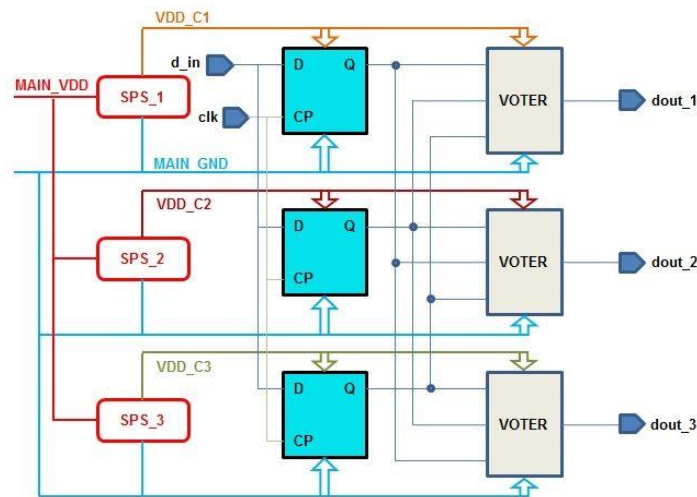 VDD_C1
d_in
D Q
MAIN_VDD
SPS_1
VOTER
dout_1
clk
CP
MAIN_GND
VDD_C2
D Q
SPS_2
VOTER
dout_2
CP
VDD_C3
D Q
SPS_3
VOTER
dout_3
CP